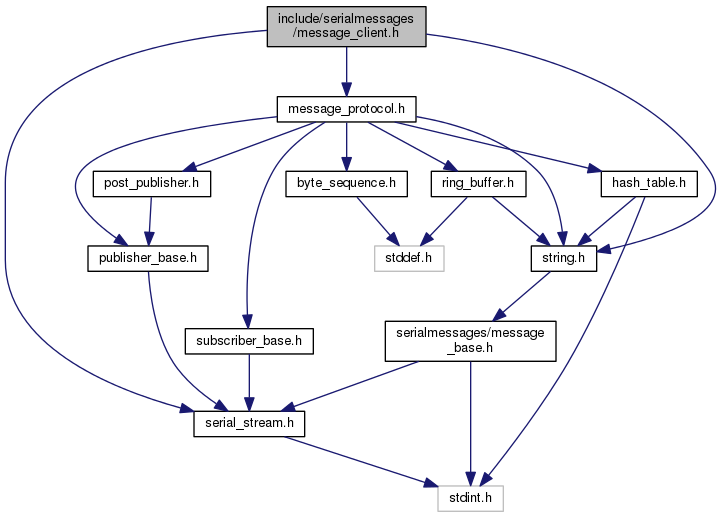 include/serialmessages
/message_client.h
message_protocol.h
post_publisher.h
byte_sequence.h
ring_buffer.h
hash_table.h
publisher_base.h
stddef.h
string.h
subscriber_base.h
serialmessages/message
_base.h
serial_stream.h
stdint.h